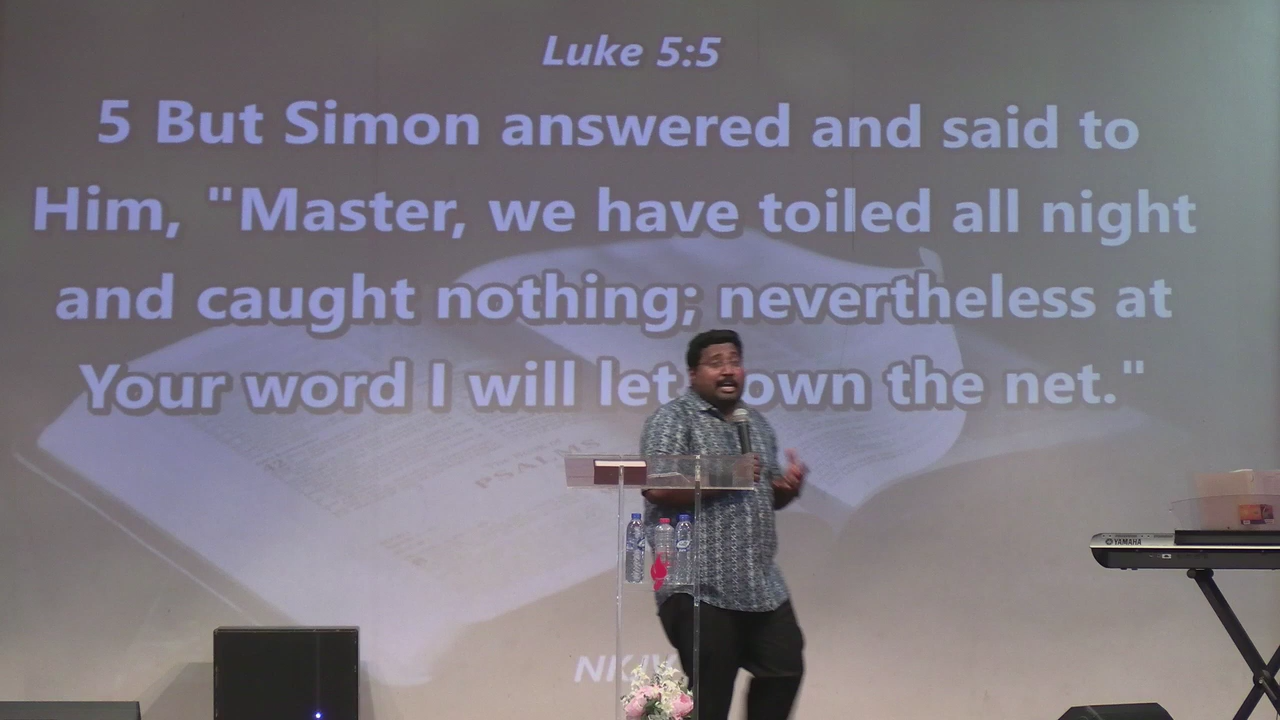 Luke 5:5
5 But Simon answered and said to
Him, "Master, we have toiled all night
and caught nothing; nevertheless at
Your word I will let own the net."
PSALMS
YAMAHA